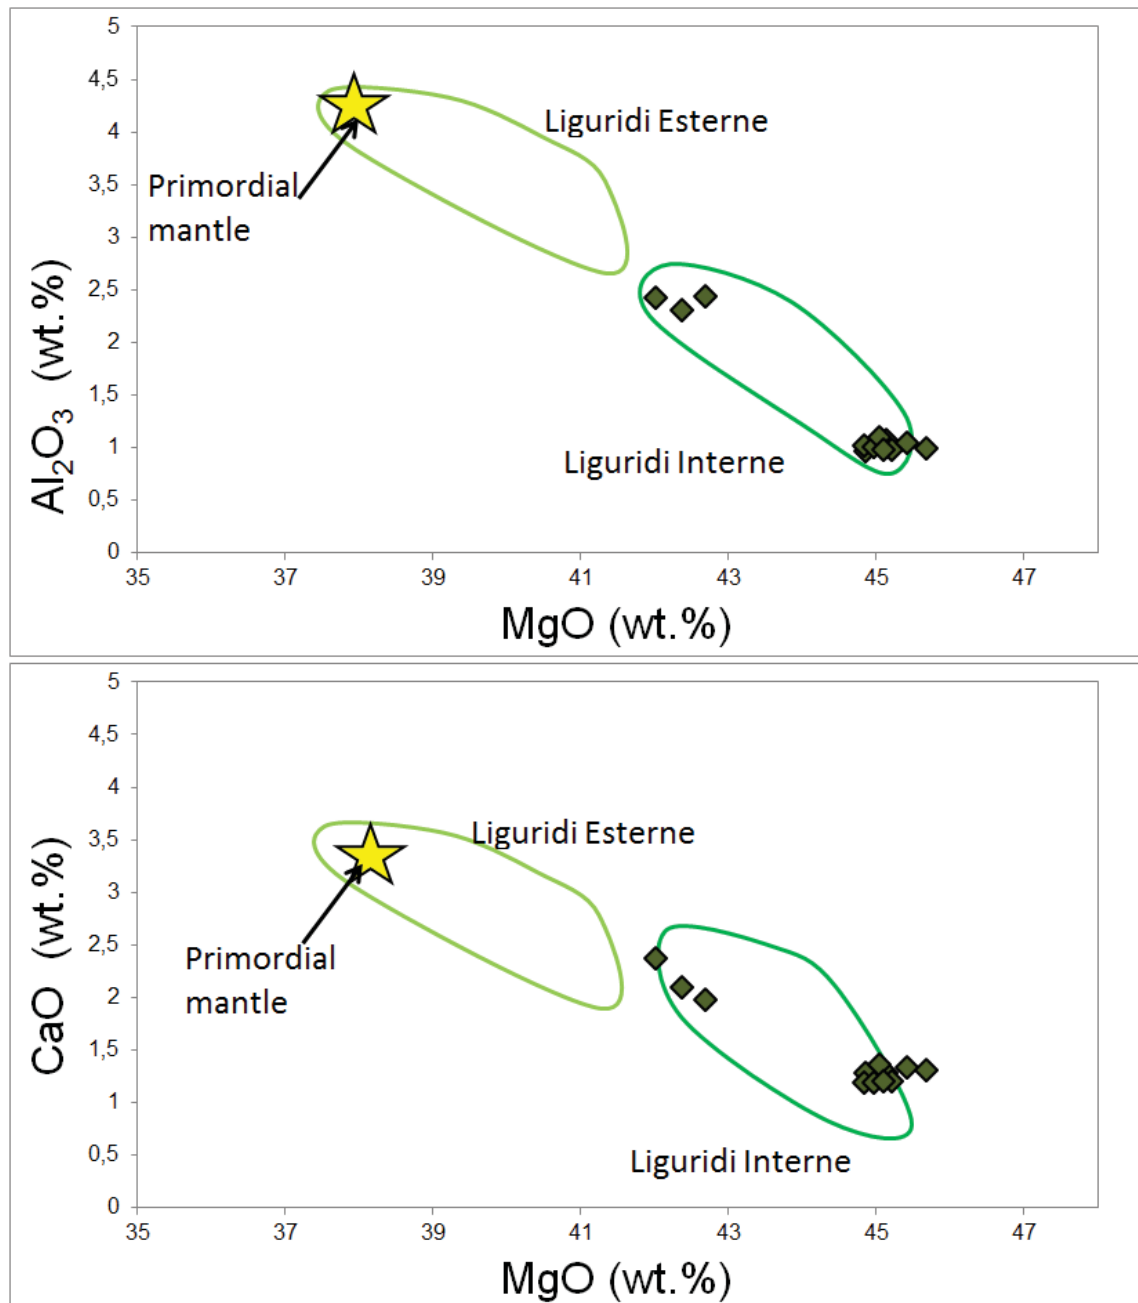 5
4,5
4
3,5
3
2,5
2
1,5
1
0,5
0
Al₂O₃ (wt.%)
Liguridi Esterne
Primordial
mantle
Liguridi Interne
35 37 39 41 43 45 47
MgO (wt.%)
5
4,5
4
3,5
3
2,5
2
1,5
1
0,5
0
CaO (wt.%)
Liguridi Esterne
Primordial
mantle
Liguridi Interne
35 37 39 41 43 45 47
MgO (wt.%)